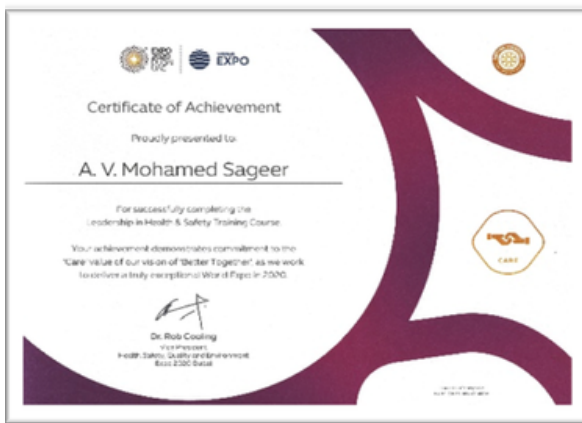 EXPO
EXPO
Certificate of Achievement
Proudly presented to
A. V. Mohamed Sageer
For successfully completing the
Leadership in Health & Safety Training Course.
Your achievement demonstrates commitment to the
'Care' Value of our vision of 'Better Together', as we work
to deliver a truly exceptional World Expo in 2020.
Dr. Rob Cooling
Vice President
Health, Safety, Quality and Environment
Expo 2020 Dubai
CARE